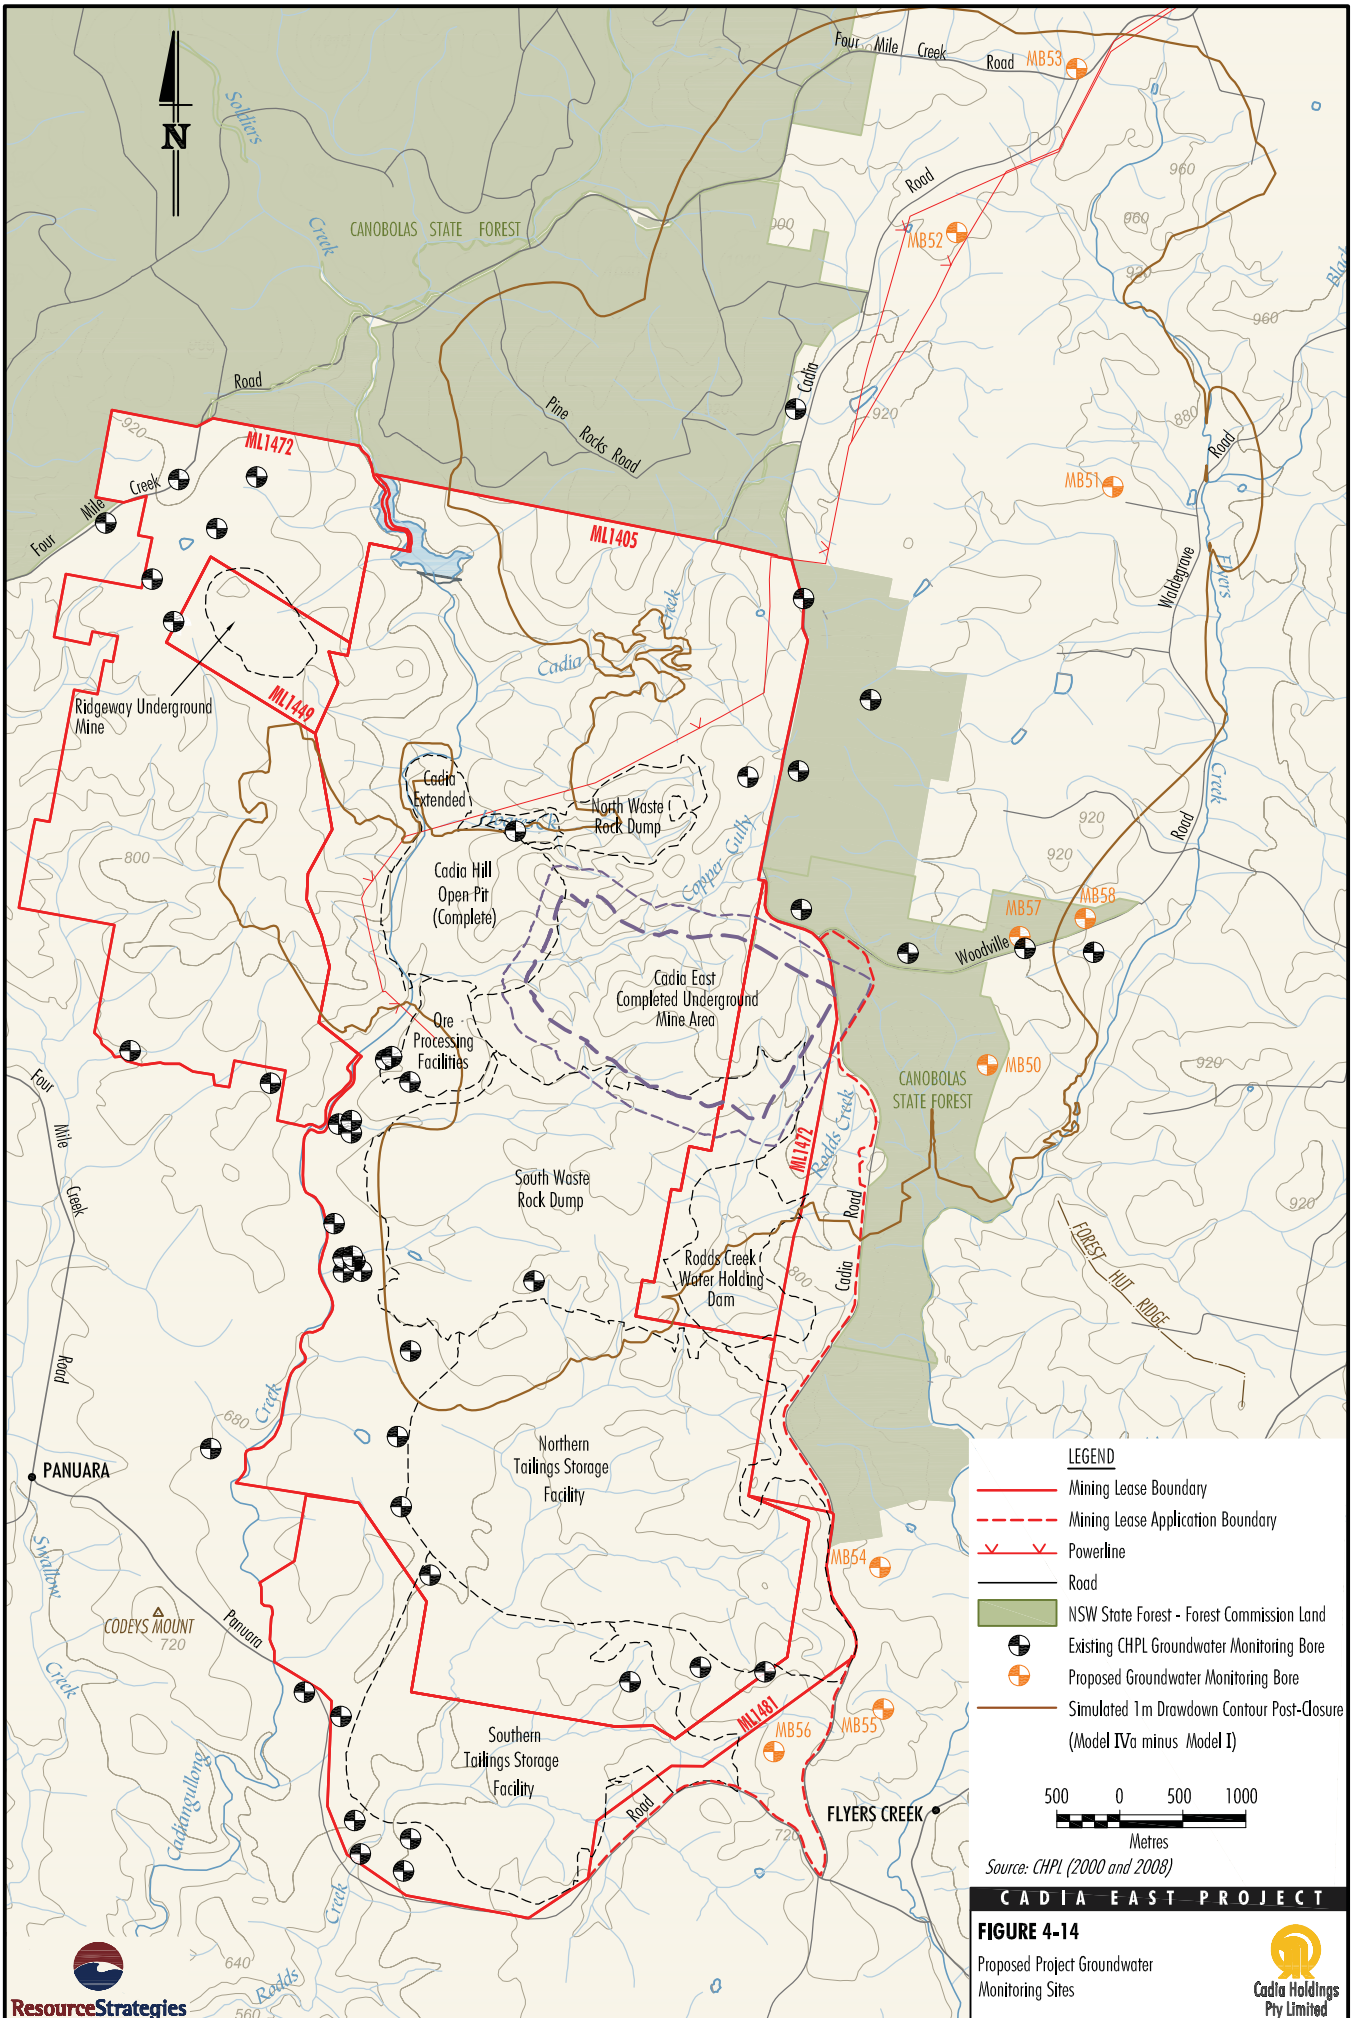 Four Mile Creek Road
MB53
Soldiers
N
960
Road
Creek
CANOBOLAS STATE FOREST
960
MB52
920
960
Road
Cadia
920
880
Pine
Rocks Road
920
ML1472
Road
Creek
Mile
Four
MB51
ML1405
Waldegrave
Flyers
Creek
Cadia
Ridgeway Underground
Mine
ML1449
Cadia
Extended
North Waste
Rock Dump
Creek
920
Road
920
800
Copper Gully
Cadia Hill
Open Pit
(Complete)
MB58
MB57
Woodville
Cadia East
Completed Underground
Mine Area
Ore
Processing
Facilities
920
MB50
CANOBOLAS
STATE FOREST
Four
Mile
Creek
Road
Rodds Creek
ML1472
South Waste
Rock Dump
Road
Cadia
920
FOREST HUT RIDGE
Rodds Creek
Water Holding
Dam
800
Creek
680
PANUARA
Northern
Tailings Storage
Facility
Swallow
Creek
MB54
CODEYS MOUNT
720
Panuara
ML1481
MB56
MB55
Southern
Tailings Storage
Facility
Cadiangullong
Creek
Road
720
FLYERS CREEK
640
Rodds
560
LEGEND
Mining Lease Boundary
Mining Lease Application Boundary
Powerline
Road
NSW State Forest - Forest Commission Land
Existing CHPL Groundwater Monitoring Bore
Proposed Groundwater Monitoring Bore
Simulated 1m Drawdown Contour Post-Closure
(Model IVa minus Model I)
500 0 500 1000
Metres
Source: CHPL (2000 and 2008)
CADIA EAST PROJECT
FIGURE 4-14
Proposed Project Groundwater
Monitoring Sites
Cadia Holdings
Pty Limited
ResourceStrategies